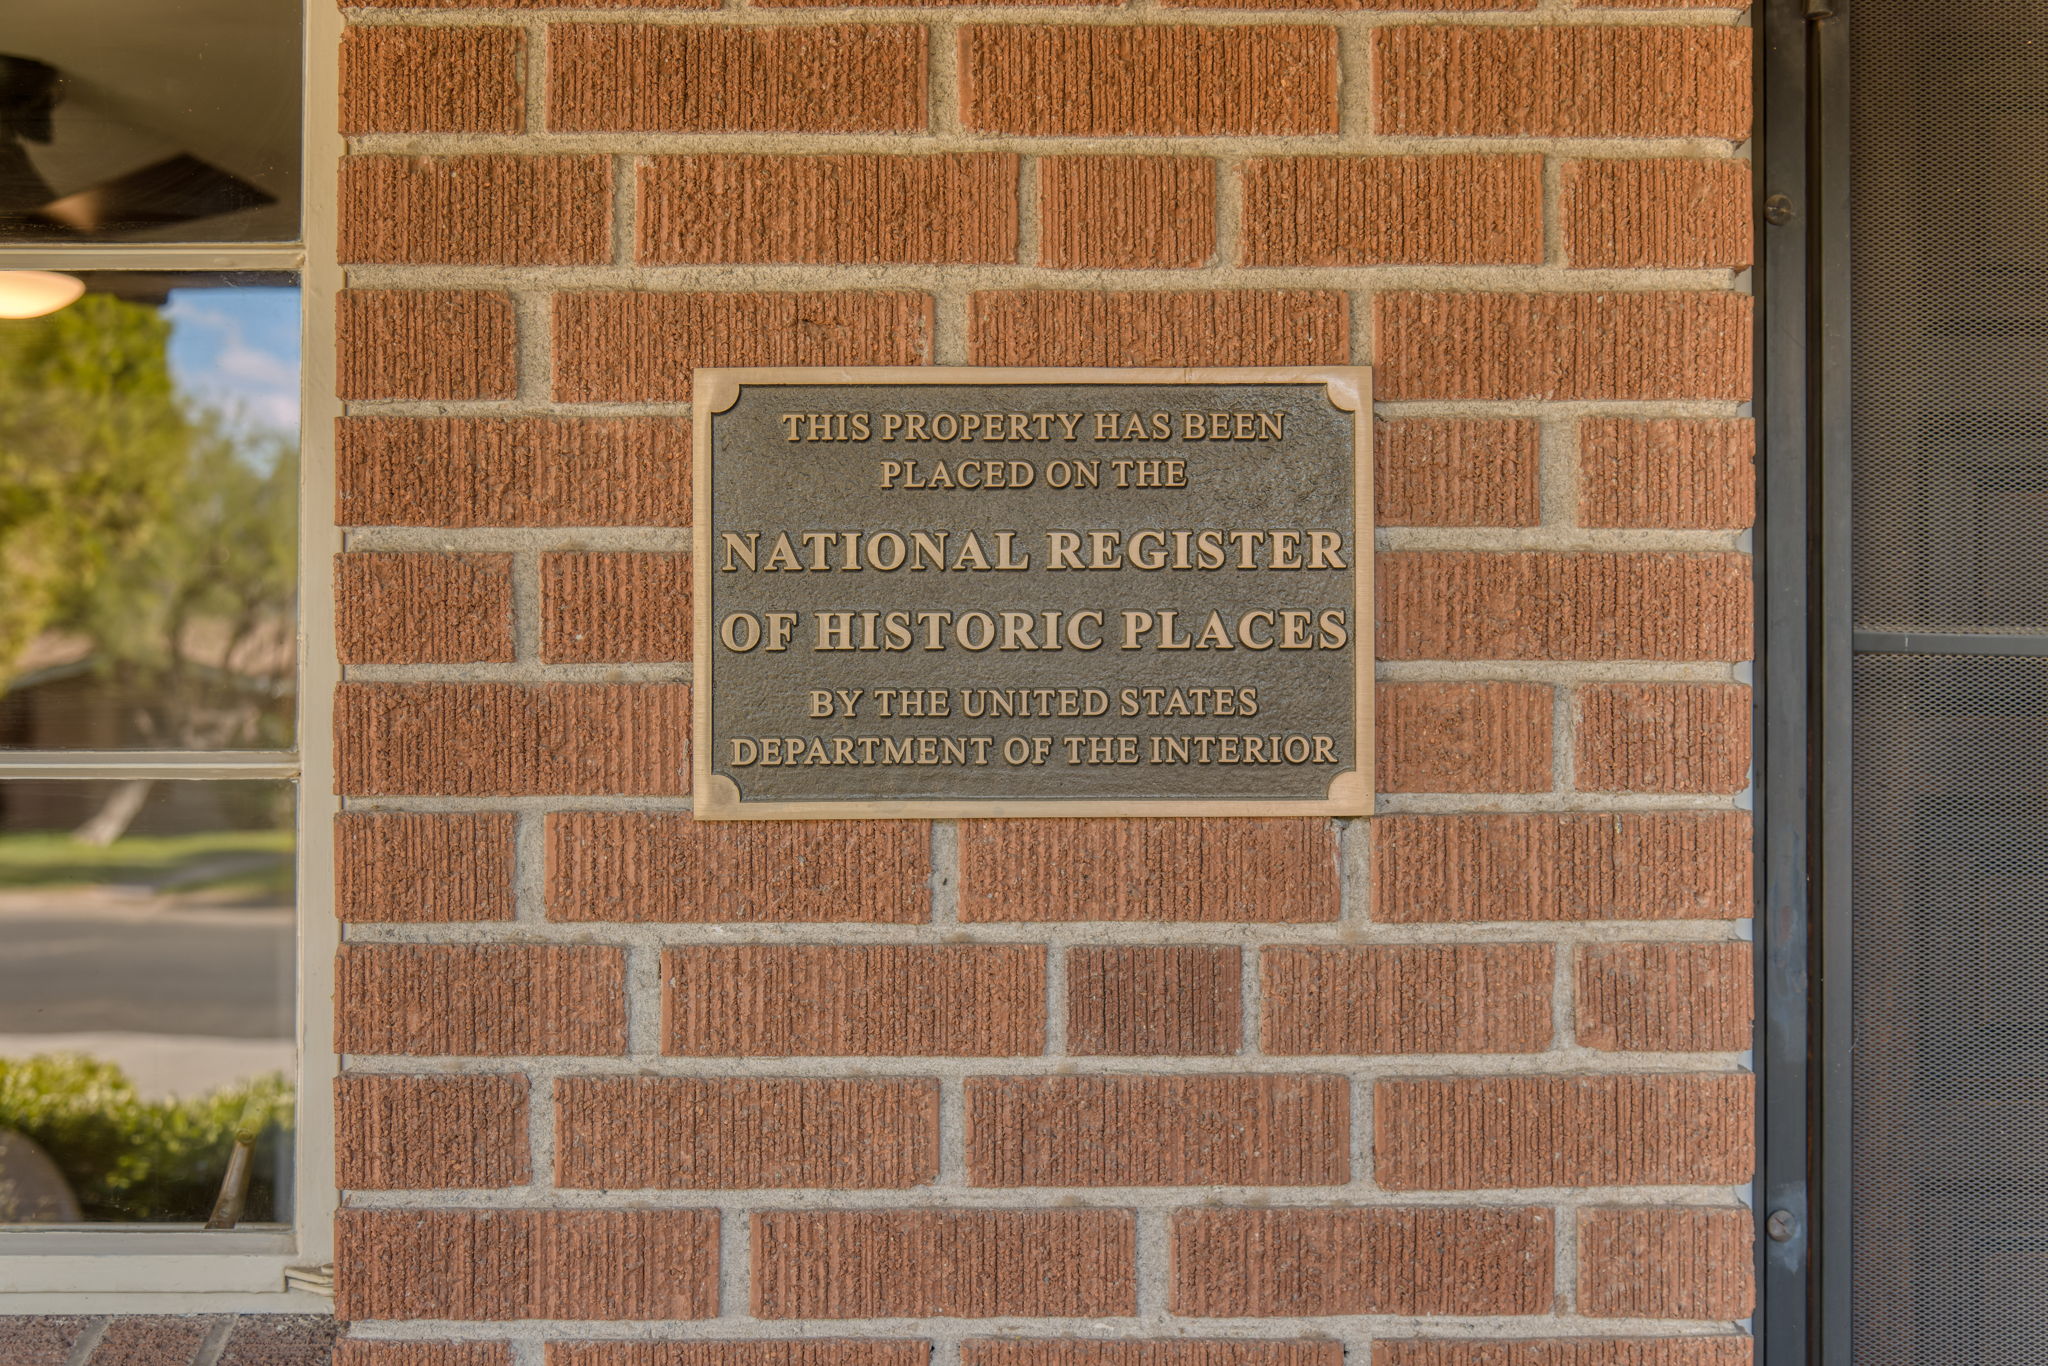 THIS PROPERTY HAS BEEN
PLACED ON THE
NATIONAL REGISTER
OF HISTORIC PLACES
BY THE UNITED STATES
DEPARTMENT OF THE INTERIOR